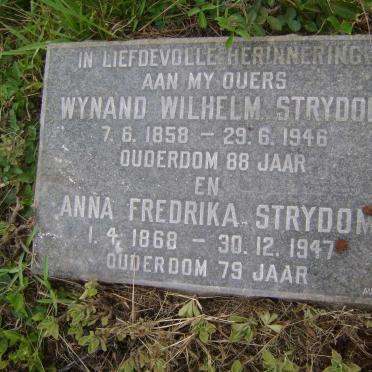 IN LIEFDEVOLLE HERINNERING
AAN MY OUERS
WYNAND WILHELM STRYDOM
7.6.1858 — 29.6.1946
OUDERDOM 88 JAAR
EN
ANNA FREDRIKA STRYDOM
1.4.1868 — 30.12.1947
OUDERDOM 79 JAAR